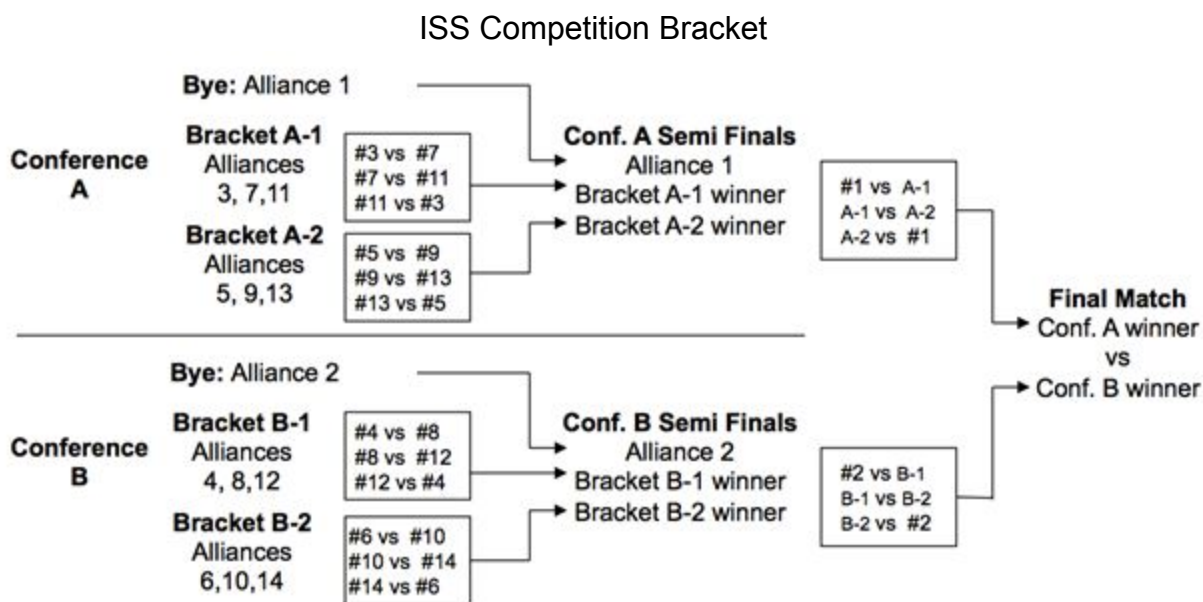 ISS Competition Bracket
Bye: Alliance 1
Conference
A
Bracket A-1
Alliances
3, 7,11
#3 vs #7
#7 vs #11
#11 vs #3
Bracket A-2
Alliances
5, 9,13
#5 vs #9
#9 vs #13
#13 vs #5
Conf. A Semi Finals
Alliance 1
Bracket A-1 winner
Bracket A-2 winner
#1 vs A-1
A-1 vs A-2
A-2 vs #1
Final Match
Conf. A winner
vs
Conf. B winner
Bye: Alliance 2
Conference
B
Bracket B-1
Alliances
4, 8,12
#4 vs #8
#8 vs #12
#12 vs #4
Bracket B-2
Alliances
6,10,14
#6 vs #10
#10 vs #14
#14 vs #6
Conf. B Semi Finals
Alliance 2
Bracket B-1 winner
Bracket B-2 winner
#2 vs B-1
B-1 vs B-2
B-2 vs #2